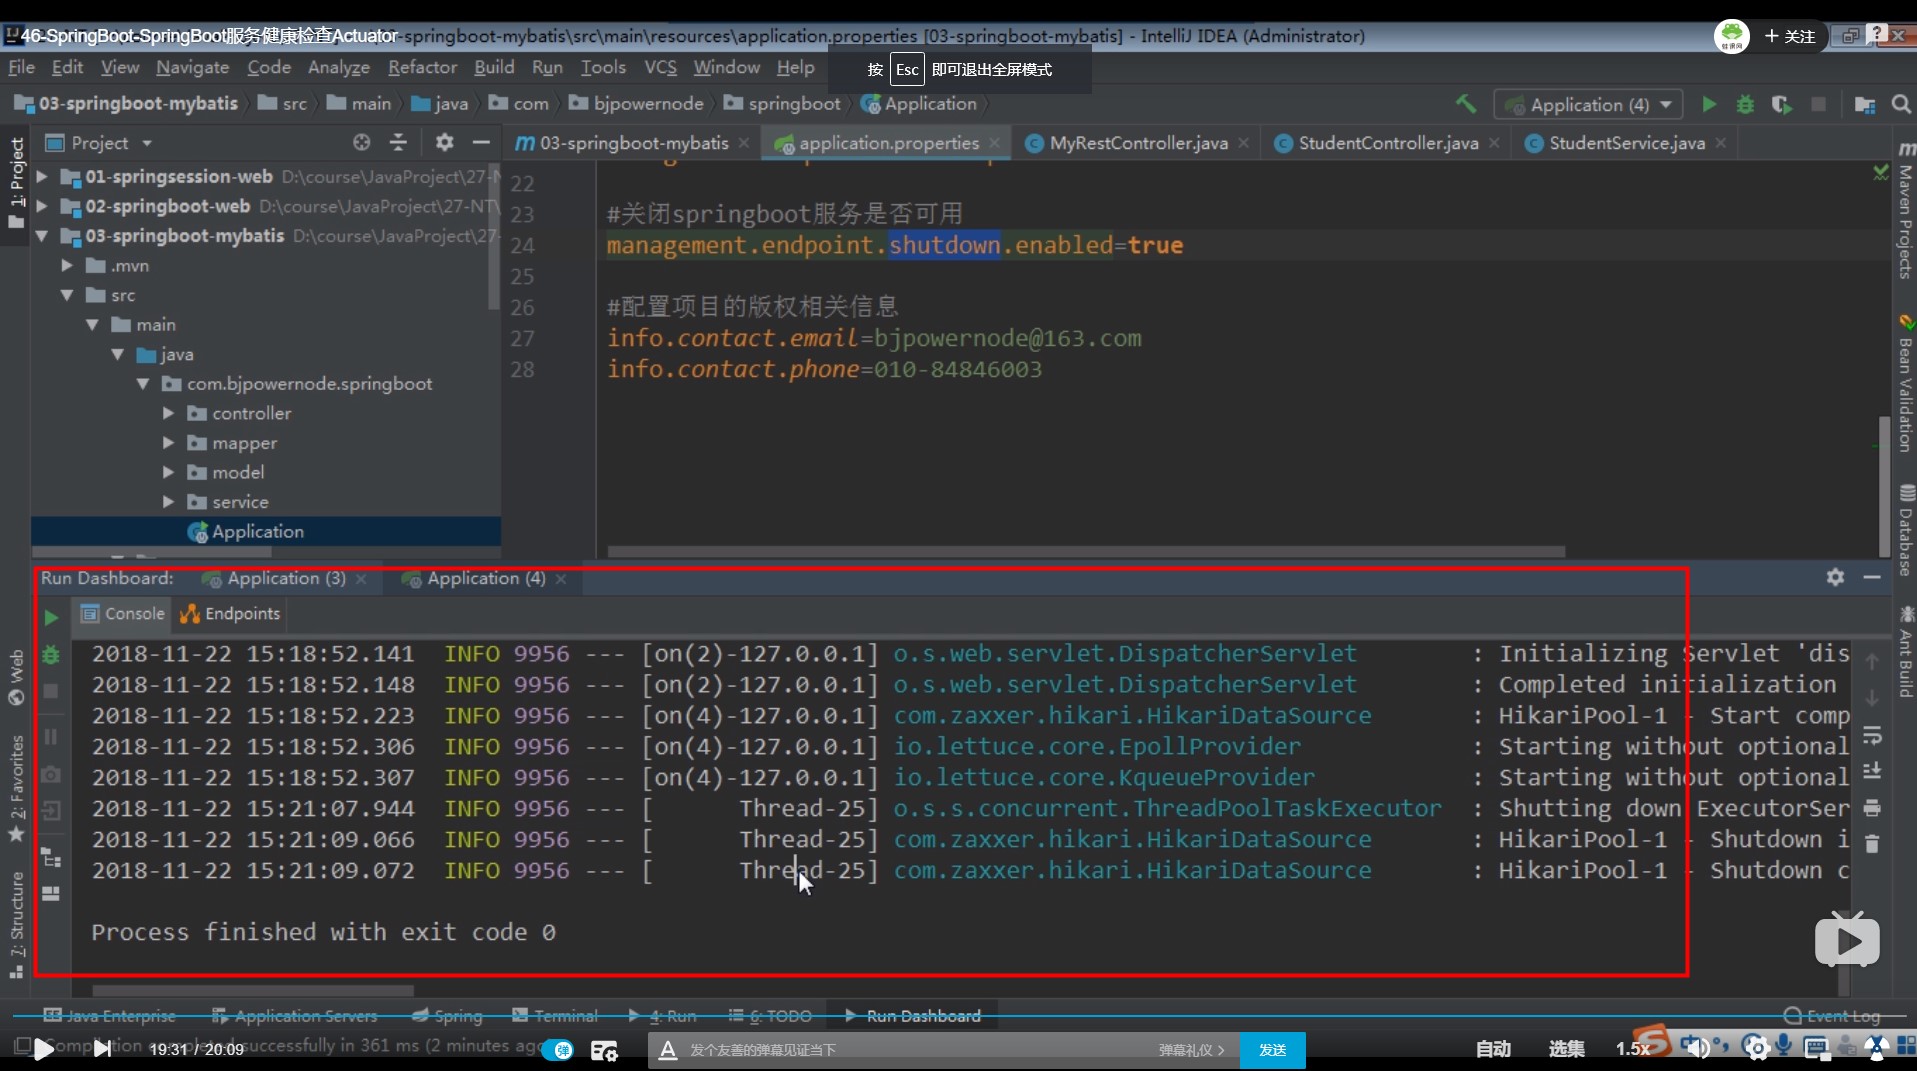 46-SpringBoot-SpringBoot服务健康检查Actuator
-springboot-mybatis\src\main\resources\application.properties [03-springboot-mybatis] - IntelliJ IDEA (Administrator)
+ 关注
File Edit View Navigate Code Analyze Refactor Build Run Tools VCS Window Help
按 Esc 即可退出全屏模式
03-springboot-mybatis src main java com bjpowernode springboot Application
Application (4)
1: Project
Project
03-springboot-mybatis application.properties MyRestController.java StudentController.java StudentService.java
01-springsession-web D:\course\JavaProject\27-N
02-springboot-web D:\course\JavaProject\27-NT\
03-springboot-mybatis D:\course\JavaProject\27-
.mvn
src
main
java
com.bjpowernode.springboot
controller
mapper
model
service
Application
22
23 #关闭springboot服务是否可用
24 management.endpoint.shutdown.enabled=true
25
26 #配置项目的版权相关信息
27 info.contact.email=bjpowernode@163.com
28 info.contact.phone=010-84846003
Maven Projects
Bean Validation
Database
Ant Build
Web
2: Favorites
7: Structure
Run Dashboard: Application (3) Application (4)
Console Endpoints
2018-11-22 15:18:52.141 INFO 9956 --- [on(2)-127.0.0.1] o.s.web.servlet.DispatcherServlet : Initializing Servlet 'dis
2018-11-22 15:18:52.148 INFO 9956 --- [on(2)-127.0.0.1] o.s.web.servlet.DispatcherServlet : Completed initialization
2018-11-22 15:18:52.223 INFO 9956 --- [on(4)-127.0.0.1] com.zaxxer.hikari.HikariDataSource : HikariPool-1 - Start comp
2018-11-22 15:18:52.306 INFO 9956 --- [on(4)-127.0.0.1] io.lettuce.core.EpollProvider : Starting without optional
2018-11-22 15:18:52.307 INFO 9956 --- [on(4)-127.0.0.1] io.lettuce.core.KqueueProvider : Starting without optional
2018-11-22 15:21:07.944 INFO 9956 --- [ Thread-25] o.s.s.concurrent.ThreadPoolTaskExecutor : Shutting down ExecutorSer
2018-11-22 15:21:09.066 INFO 9956 --- [ Thread-25] com.zaxxer.hikari.HikariDataSource : HikariPool-1 - Shutdown i
2018-11-22 15:21:09.072 INFO 9956 --- [ Thread-25] com.zaxxer.hikari.HikariDataSource : HikariPool-1 - Shutdown c
Process finished with exit code 0
Java Enterprise Application Servers Spring Terminal 4: Run 6: TODO Run Dashboard Event Log
Compilation completed successfully in 361 ms (2 minutes ago)
19:31 / 20:09
弹
发个友善的弹幕见证当下
弹幕礼仪 >
发送
自动 选集 1.5x